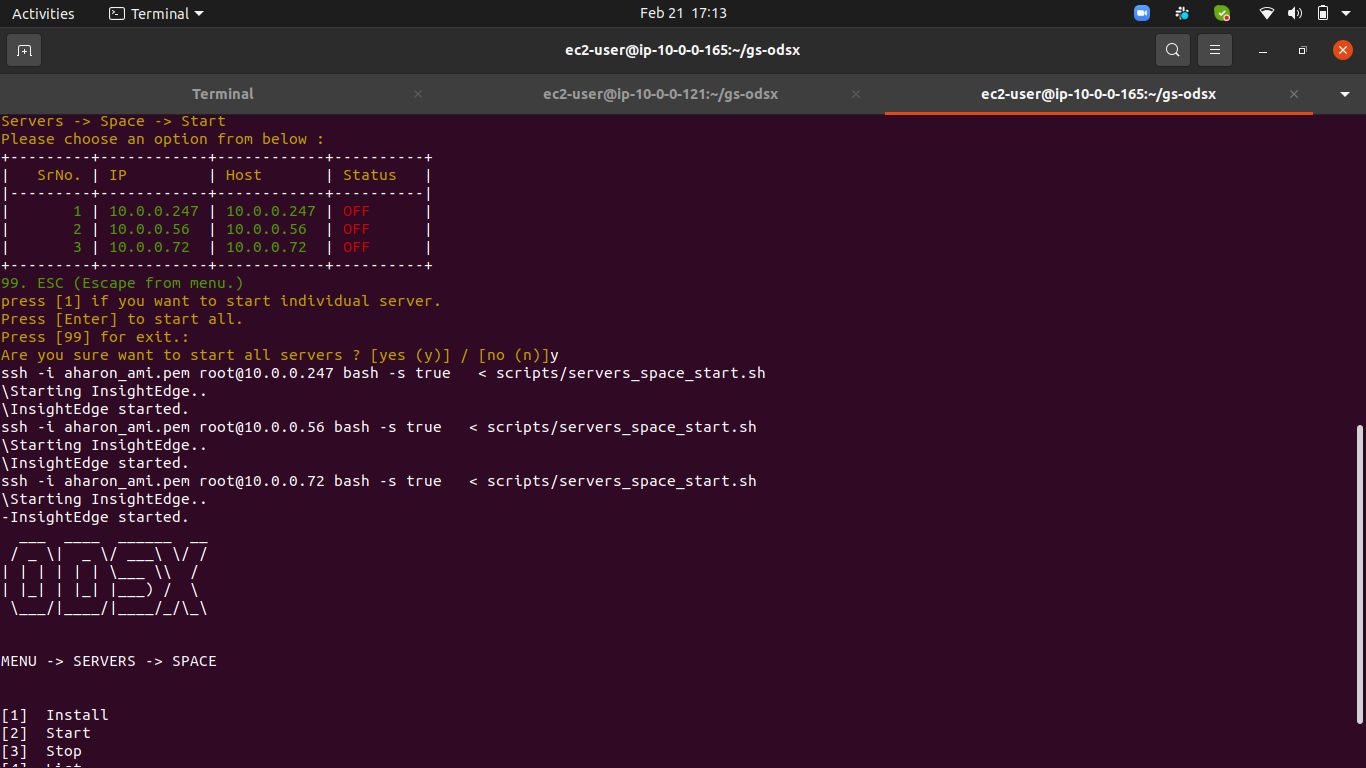 Activities
Terminal
Feb 21 17:13
ec2-user@ip-10-0-0-165:~/gs-odsx
Terminal
ec2-user@ip-10-0-0-121:~/gs-odsx
ec2-user@ip-10-0-0-165:~/gs-odsx
Servers -> Space -> Start
Please choose an option from below :
+---------+------------+------------+----------+
|   SrNo. | IP         | Host       | Status   |
|---------+------------+------------+----------|
|       1 | 10.0.0.247 | 10.0.0.247 | OFF      |
|       2 | 10.0.0.56  | 10.0.0.56  | OFF      |
|       3 | 10.0.0.72  | 10.0.0.72  | OFF      |
+---------+------------+------------+----------+
99. ESC (Escape from menu.)
press [1] if you want to start individual server.
Press [Enter] to start all.
Press [99] for exit.:
Are you sure want to start all servers ? [yes (y)] / [no (n)]y
ssh -i aharon_ami.pem root@10.0.0.247 bash -s true   < scripts/servers_space_start.sh
\Starting InsightEdge..
\InsightEdge started.
ssh -i aharon_ami.pem root@10.0.0.56 bash -s true   < scripts/servers_space_start.sh
\Starting InsightEdge..
\InsightEdge started.
ssh -i aharon_ami.pem root@10.0.0.72 bash -s true   < scripts/servers_space_start.sh
\Starting InsightEdge..
-InsightEdge started.
ODSX
MENU -> SERVERS -> SPACE
[1]  Install
[2]  Start
[3]  Stop
[4]  List